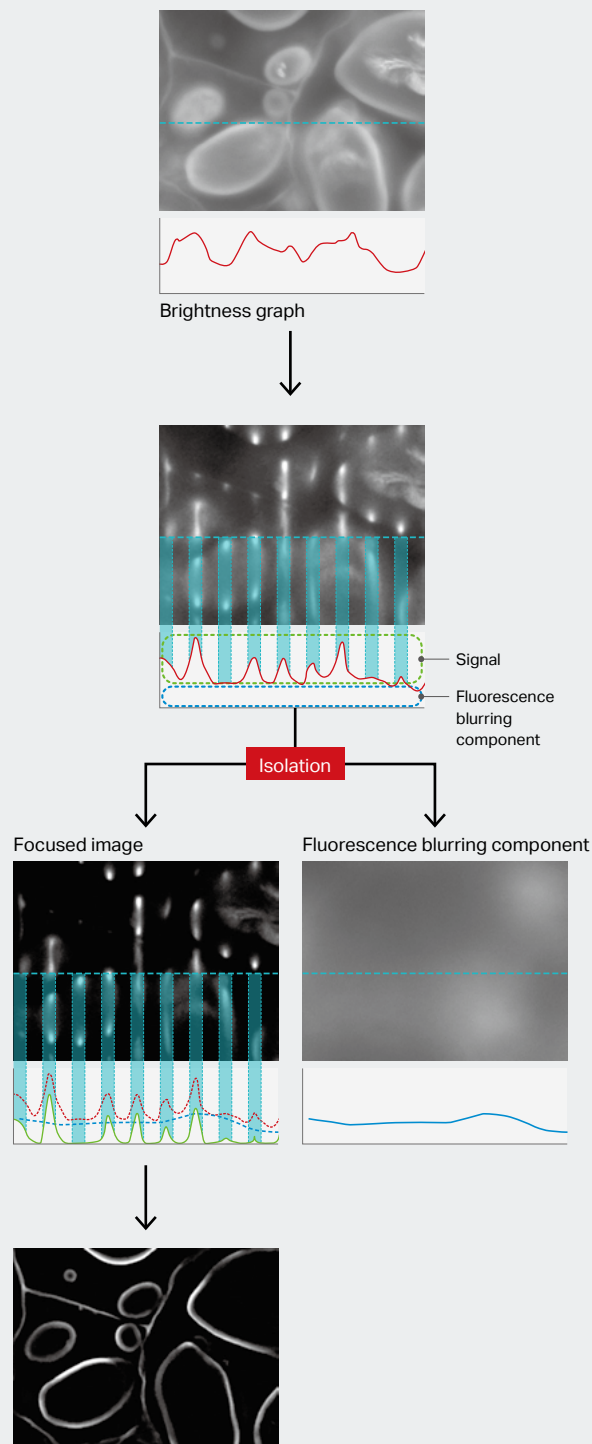 Brightness graph
Signal
Fluorescence
blurring
component
Isolation
Focused image
Fluorescence blurring component